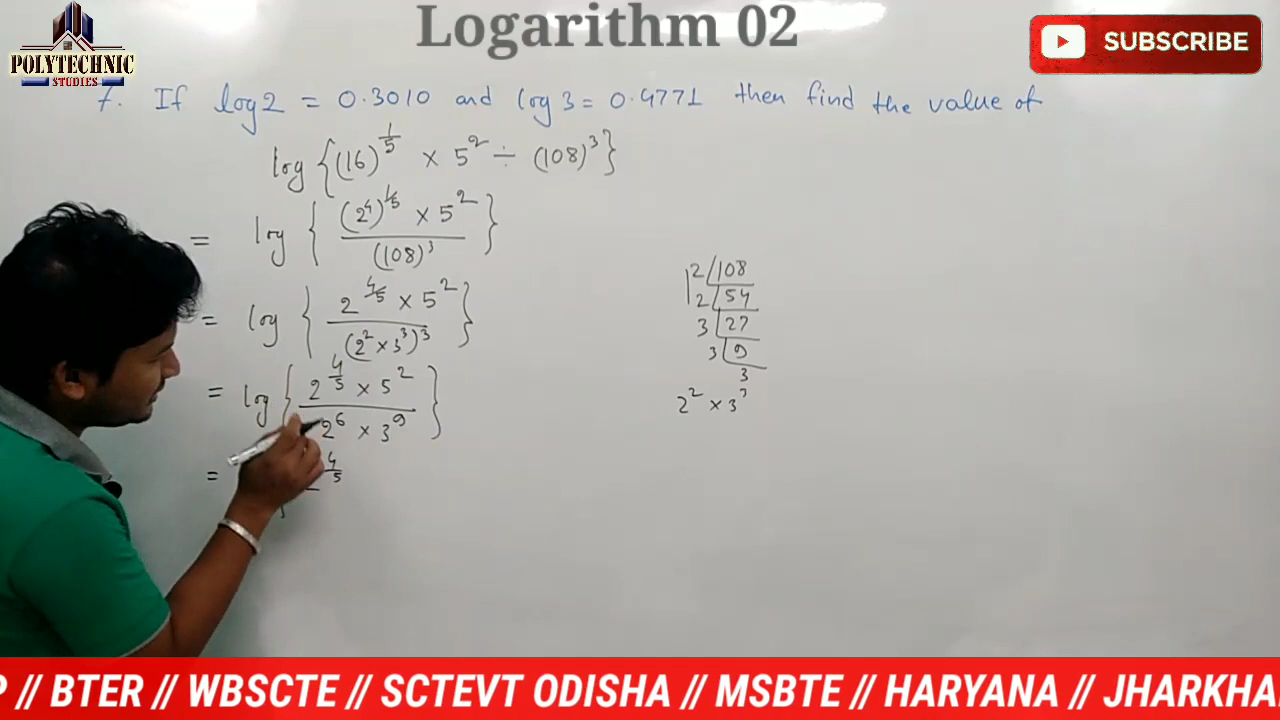 Logarithm 02
POLYTECHNIC
STUDIES
SUBSCRIBE
7. If log 2 = 0.3010 and log 3 = 0.4771 then find the value of
log {(16)^{1/5} × 5^2 ÷ (108)^3}
= log { (2^4)^{1/5} × 5^2 / (108)^3 }
= log { 2^{4/5} × 5^2 / (2^2 × 3^3)^3 }
= log { 2^{4/5} × 5^2 / 2^6 × 3^9 }
= 4/5
2 | 108
2 | 54
3 | 27
3 | 9
3
2^2 × 3^3
P // BTER // WBSCTE // SCTEVT ODISHA // MSBTE // HARYANA // JHARKHA